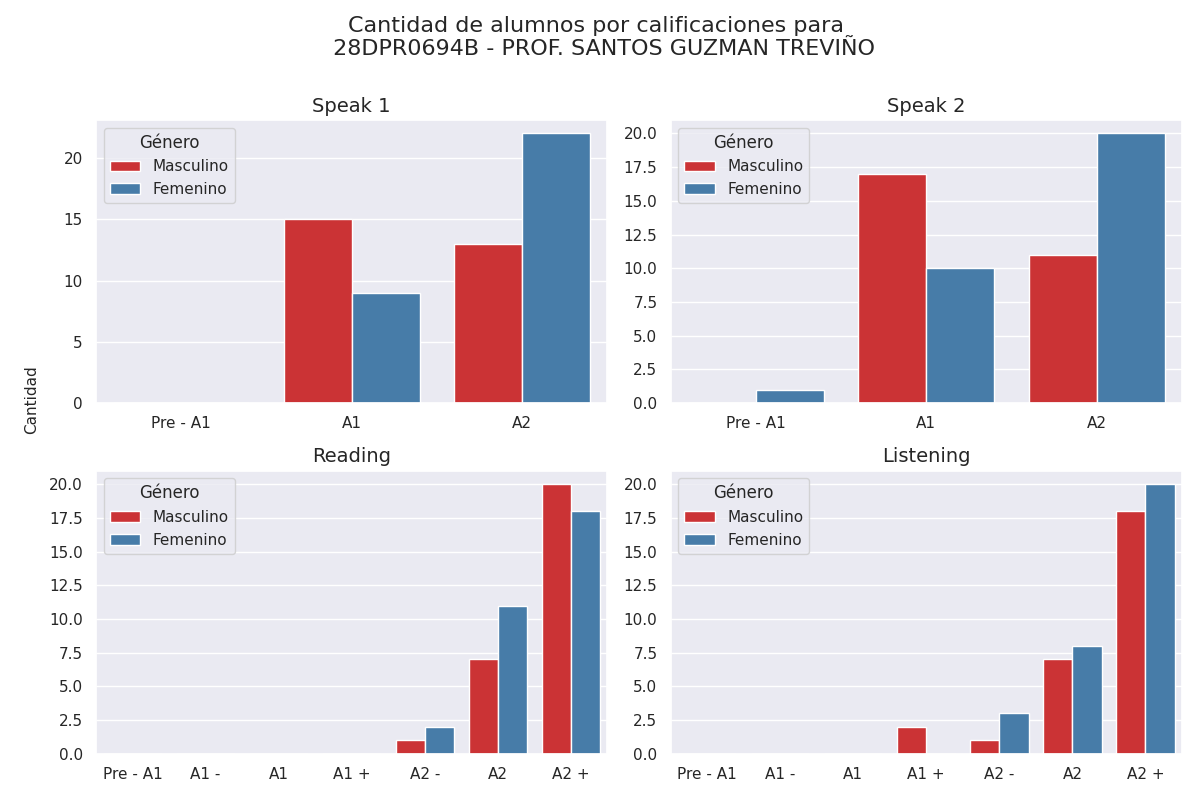 Cantidad de alumnos por calificaciones para
28DPR0694B - PROF. SANTOS GUZMAN TREVIÑO
Cantidad
Speak 1
Género
Masculino
Femenino
20
15
10
5
0
Pre - A1 A1 A2
Speak 2
Género
Masculino
Femenino
20.0
17.5
15.0
12.5
10.0
7.5
5.0
2.5
0.0
Pre - A1 A1 A2
Reading
Género
Masculino
Femenino
20.0
17.5
15.0
12.5
10.0
7.5
5.0
2.5
0.0
Pre - A1 A1 - A1 A1 + A2 - A2 A2 +
Listening
Género
Masculino
Femenino
20.0
17.5
15.0
12.5
10.0
7.5
5.0
2.5
0.0
Pre - A1 A1 - A1 A1 + A2 - A2 A2 +